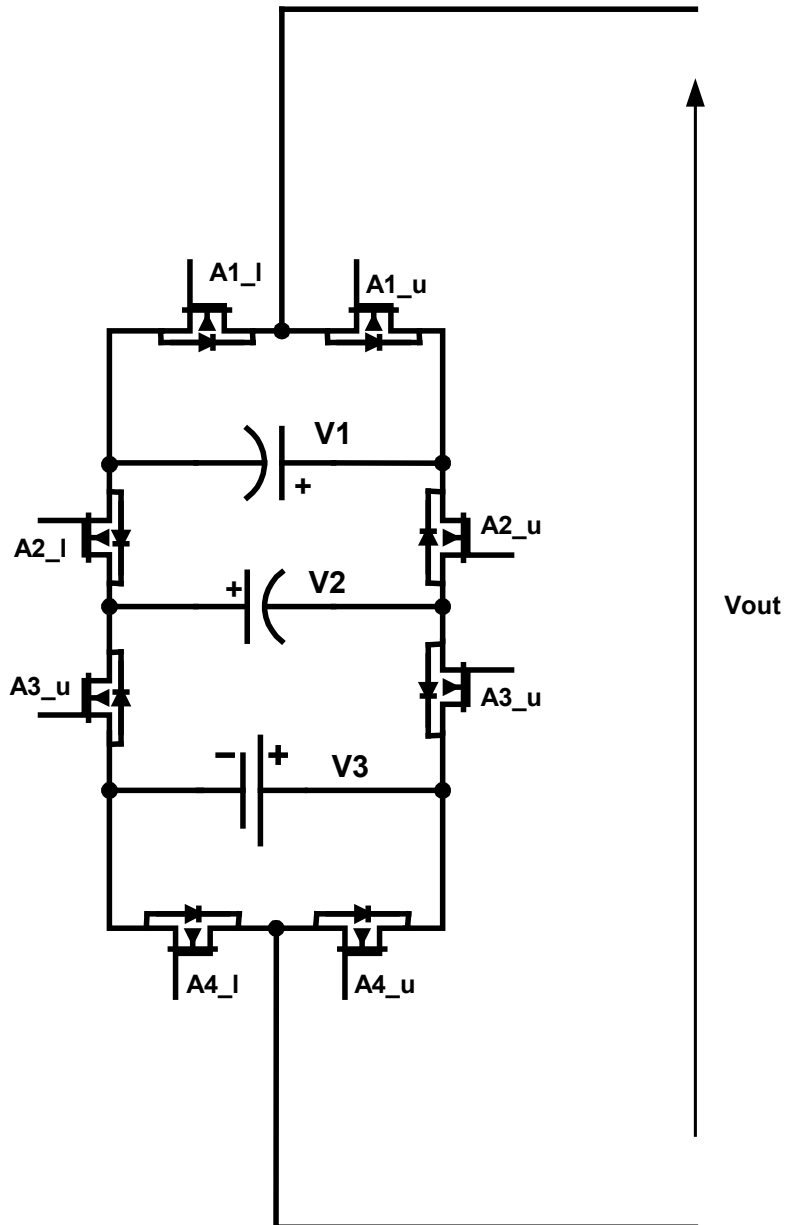 A1_l
A1_u
V1
+
A2_l
A2_u
+
V2
Vout
A3_u
A3_u
- +
V3
A4_l
A4_u